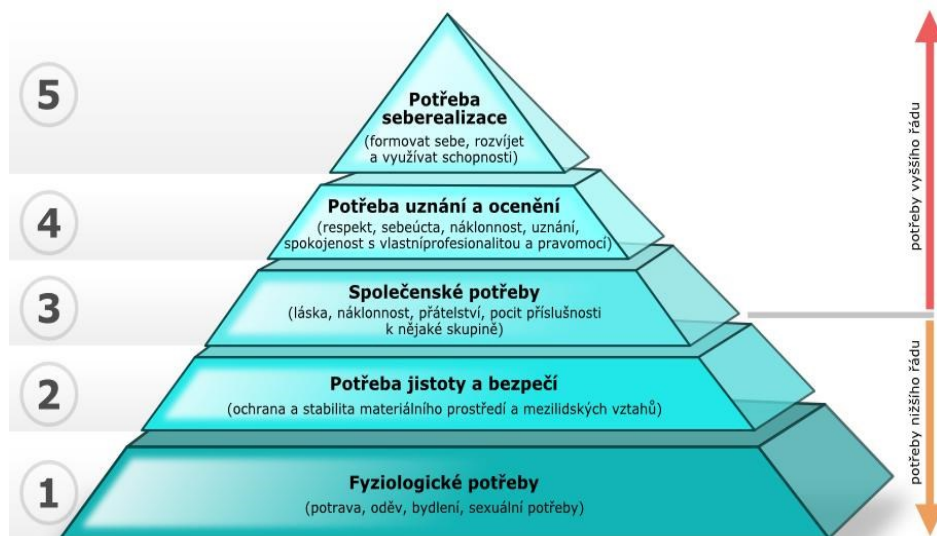 5
Potřeba
seberealizace
(formovat sebe, rozvíjet
a využívat schopnosti)
4
Potřeba uznání a ocenění
(respekt, sebeúcta, náklonnost, uznání,
spokojenost s vlastníprofesionalitou a pravomocí)
3
Společenské potřeby
(láska, náklonnost, přátelství, pocit příslušnosti
k nějaké skupině)
2
Potřeba jistoty a bezpečí
(ochrana a stabilita materiálního prostředí a mezilidských vztahů)
1
Fyziologické potřeby
(potrava, oděv, bydlení, sexuální potřeby)
potřeby vyššího řádu
potřeby nižšího řádu